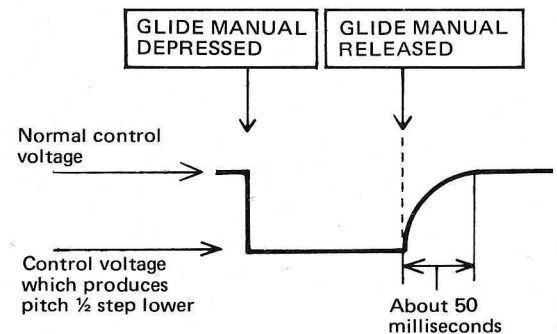 GLIDE MANUAL
DEPRESSED
GLIDE MANUAL
RELEASED
Normal control
voltage
Control voltage
which produces
pitch ½ step lower
About 50
milliseconds